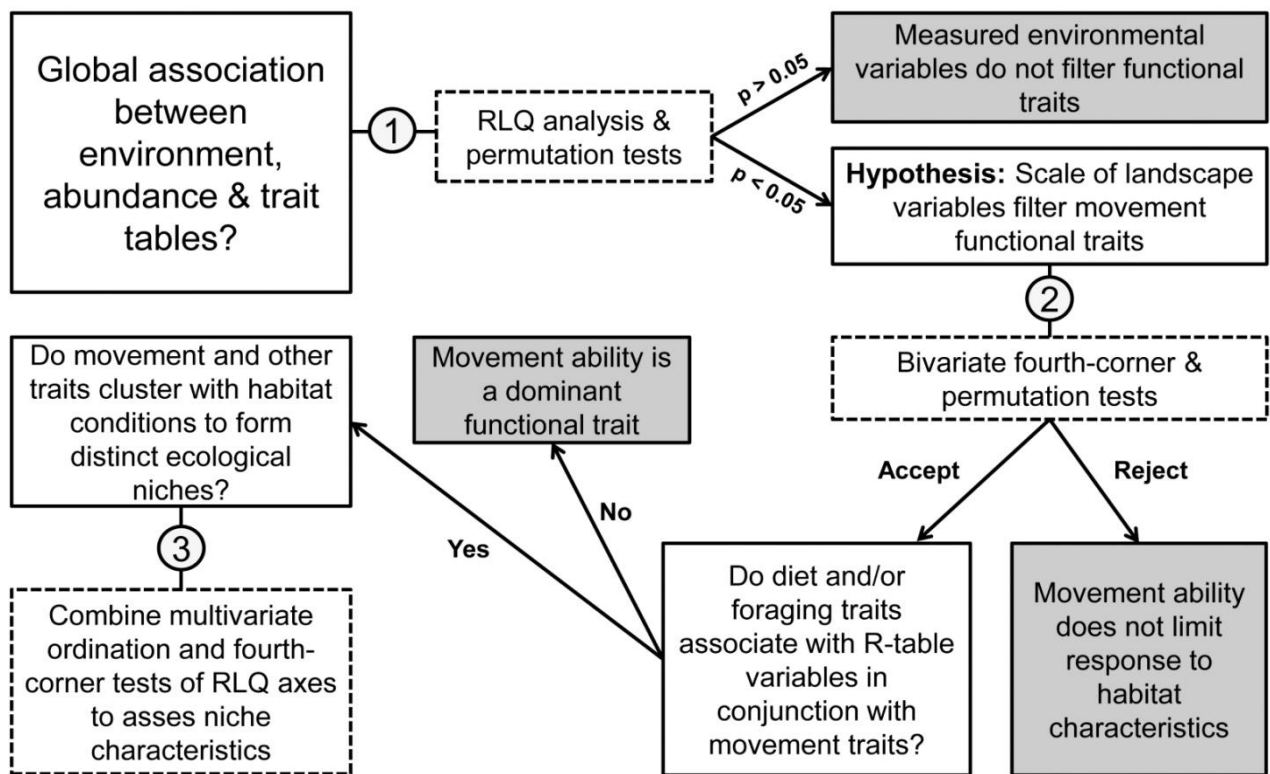 Global association
between
environment,
abundance & trait
tables?
1
RLQ analysis &
permutation tests
p > 0.05
p < 0.05
Measured environmental
variables do not filter functional
traits
Hypothesis: Scale of landscape
variables filter movement
functional traits
2
Bivariate fourth-corner &
permutation tests
Accept
Reject
Movement ability
does not limit
response to
habitat
characteristics
Do diet and/or
foraging traits
associate with R-table
variables in
conjunction with
movement traits?
No
Yes
Movement ability is
a dominant
functional trait
Do movement and other
traits cluster with habitat
conditions to form
distinct ecological
niches?
3
Combine multivariate
ordination and fourth-
corner tests of RLQ axes
to asses niche
characteristics